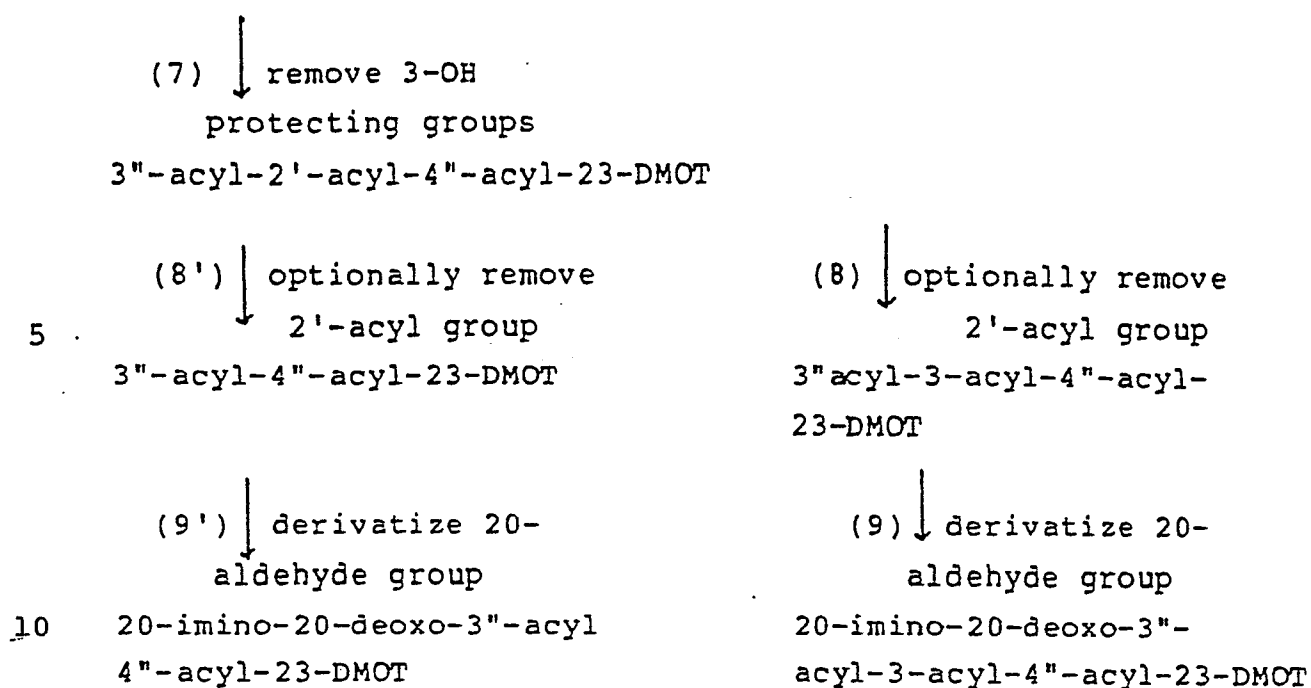 (7) remove 3-OH
protecting groups
3"-acyl-2'-acyl-4"-acyl-23-DMOT
(8') optionally remove
5 2'-acyl group
3"-acyl-4"-acyl-23-DMOT
(8) optionally remove
2'-acyl group
3"acyl-3-acyl-4"-acyl-
23-DMOT
(9') derivatize 20-
aldehyde group
10 20-imino-20-deoxo-3"-acyl
4"-acyl-23-DMOT
(9) derivatize 20-
aldehyde group
20-imino-20-deoxo-3"-
acyl-3-acyl-4"-acyl-23-DMOT